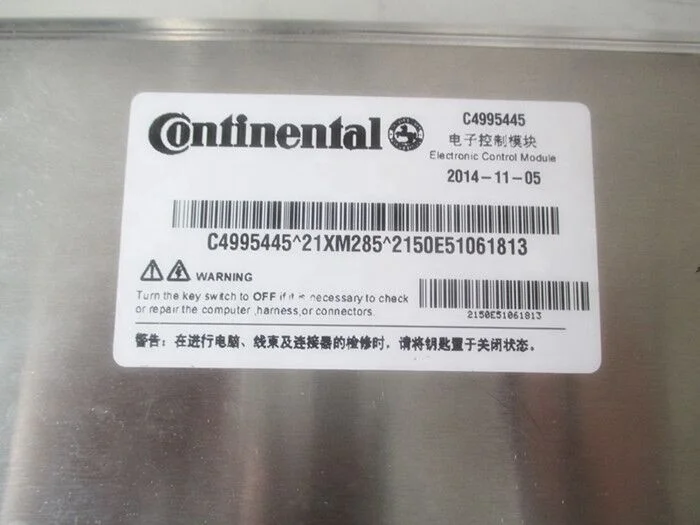 Continental
C4995445
电子控制模块
Electronic Control Module
2014-11-05
C4995445^21XM285^2150E51061813
WARNING
Turn the key switch to OFF if it is necessary to check
or repair the computer ,harness,or connectors.
2150E51061813
警告: 在进行电脑、线束及连接器的检修时, 请将钥匙置于关闭状态。